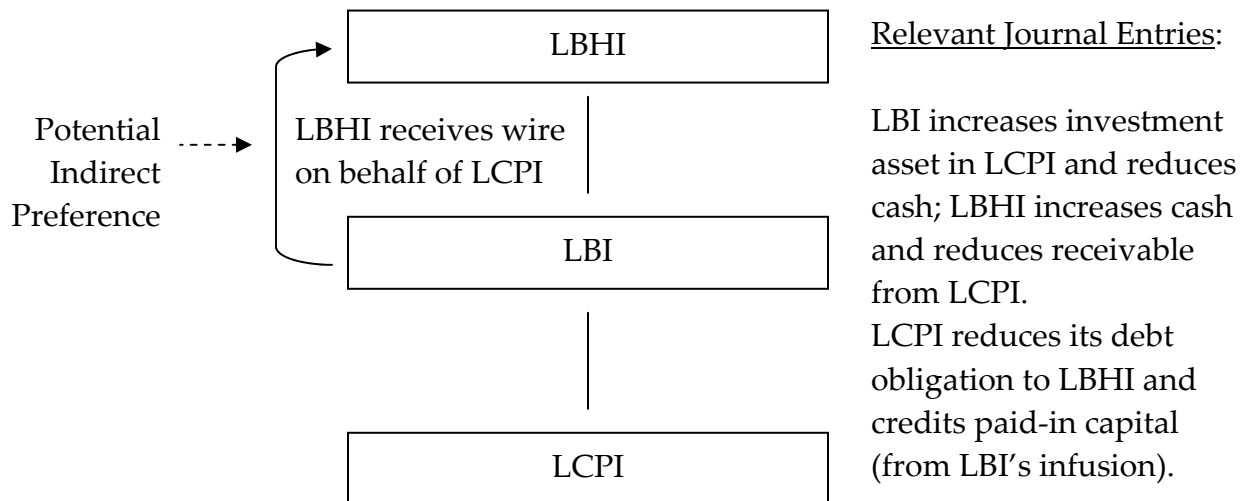 LBHI
Potential
Indirect
Preference
LBHI receives wire
on behalf of LCPI
LBI
LCPI
Relevant Journal Entries:
LBI increases investment
asset in LCPI and reduces
cash; LBHI increases cash
and reduces receivable
from LCPI.
LCPI reduces its debt
obligation to LBHI and
credits paid-in capital
(from LBI’s infusion).